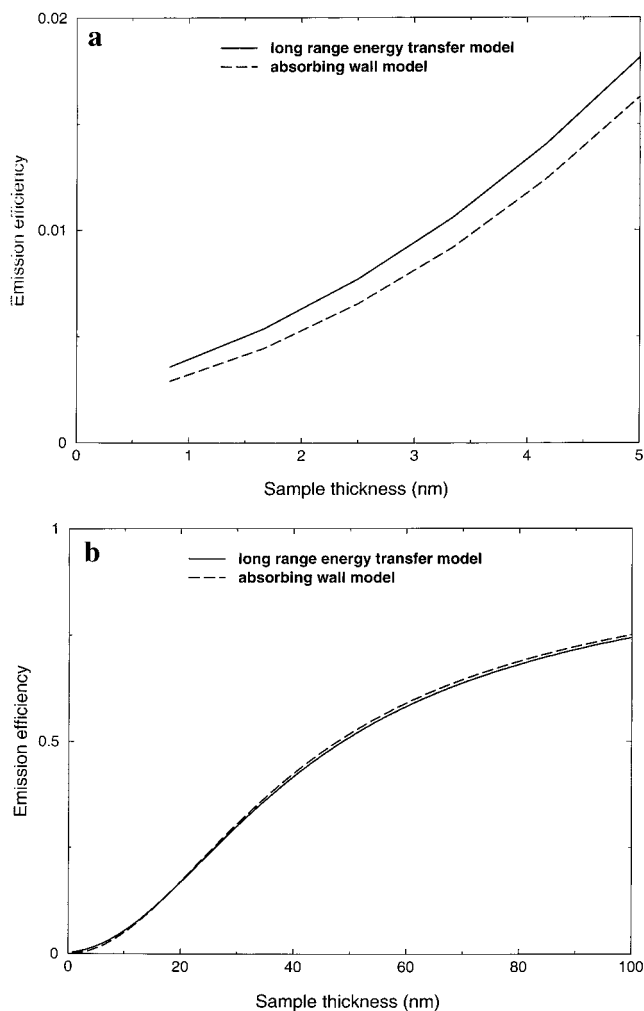 a
long range energy transfer model
absorbing wall model
0.02
0.01
0
Emission efficiency
0
1
2
3
4
5
Sample thickness (nm)
b
long range energy transfer model
absorbing wall model
1
0.5
0
Emission efficiency
0
20
40
60
80
100
Sample thickness (nm)